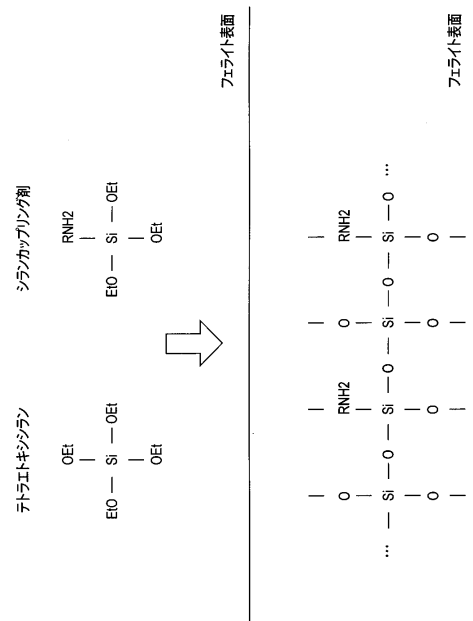 テトラエトキシシラン
シランカップリング剤
OEt
RNH2
EtO — Si — OEt
EtO — Si — OEt
OEt
OEt
フェライト表面
O
RNH2
O
RNH2
… — Si — O — Si — O — Si — O — Si — O …
O
O
O
O
フェライト表面